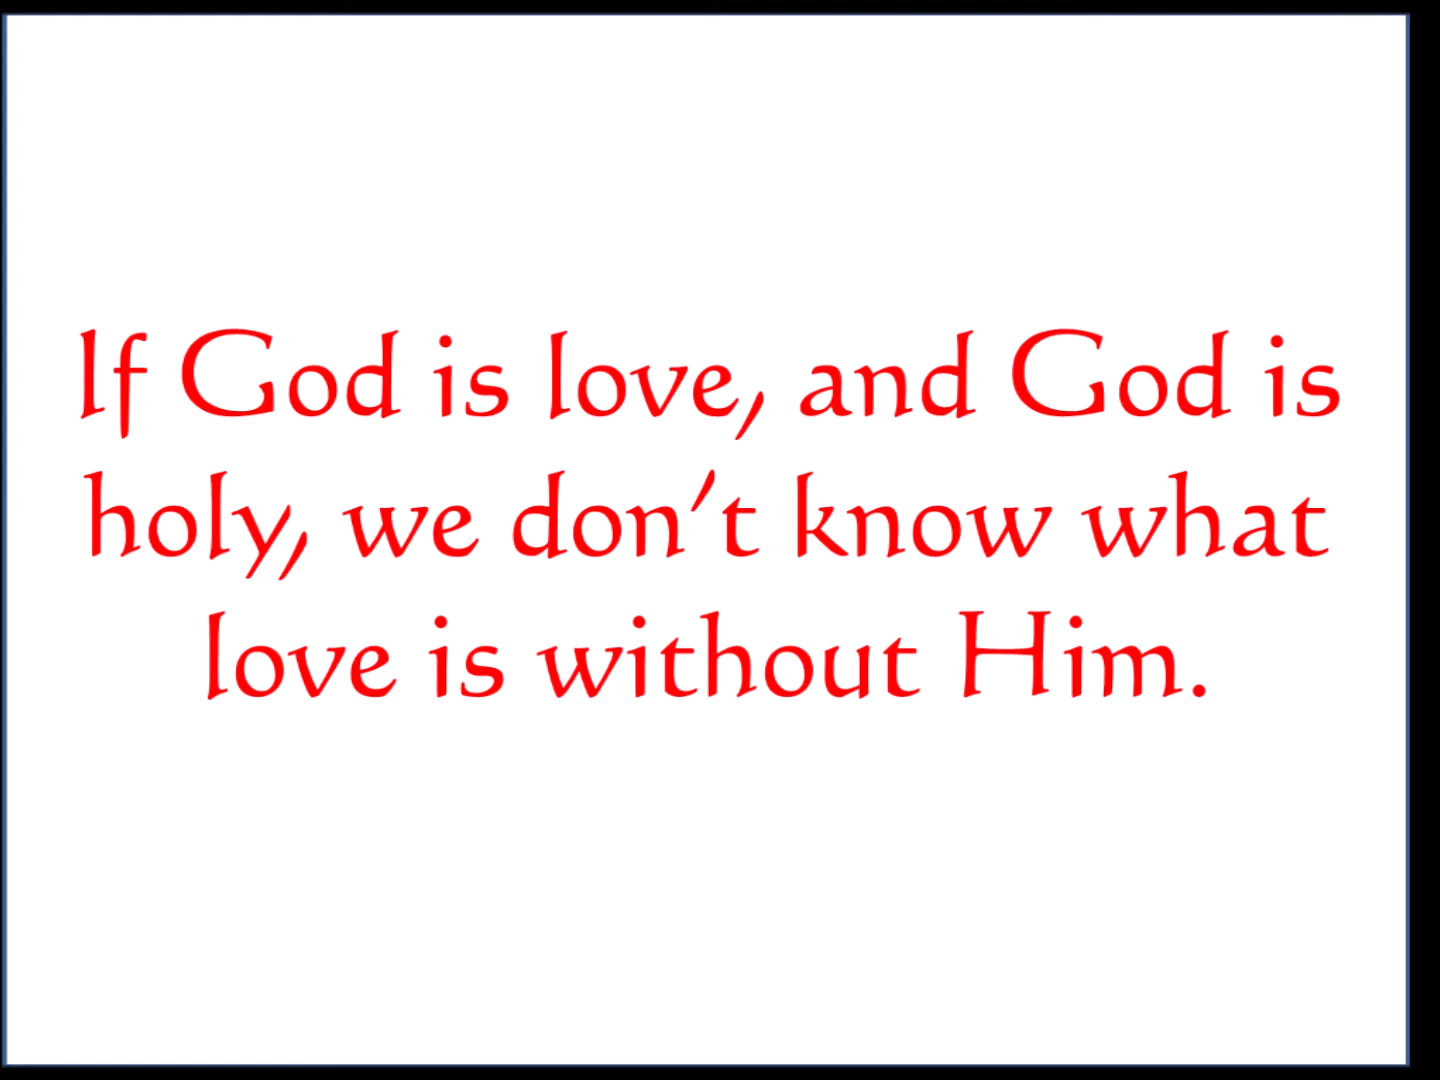 If God is love, and God is
holy, we don’t know what
love is without Him.